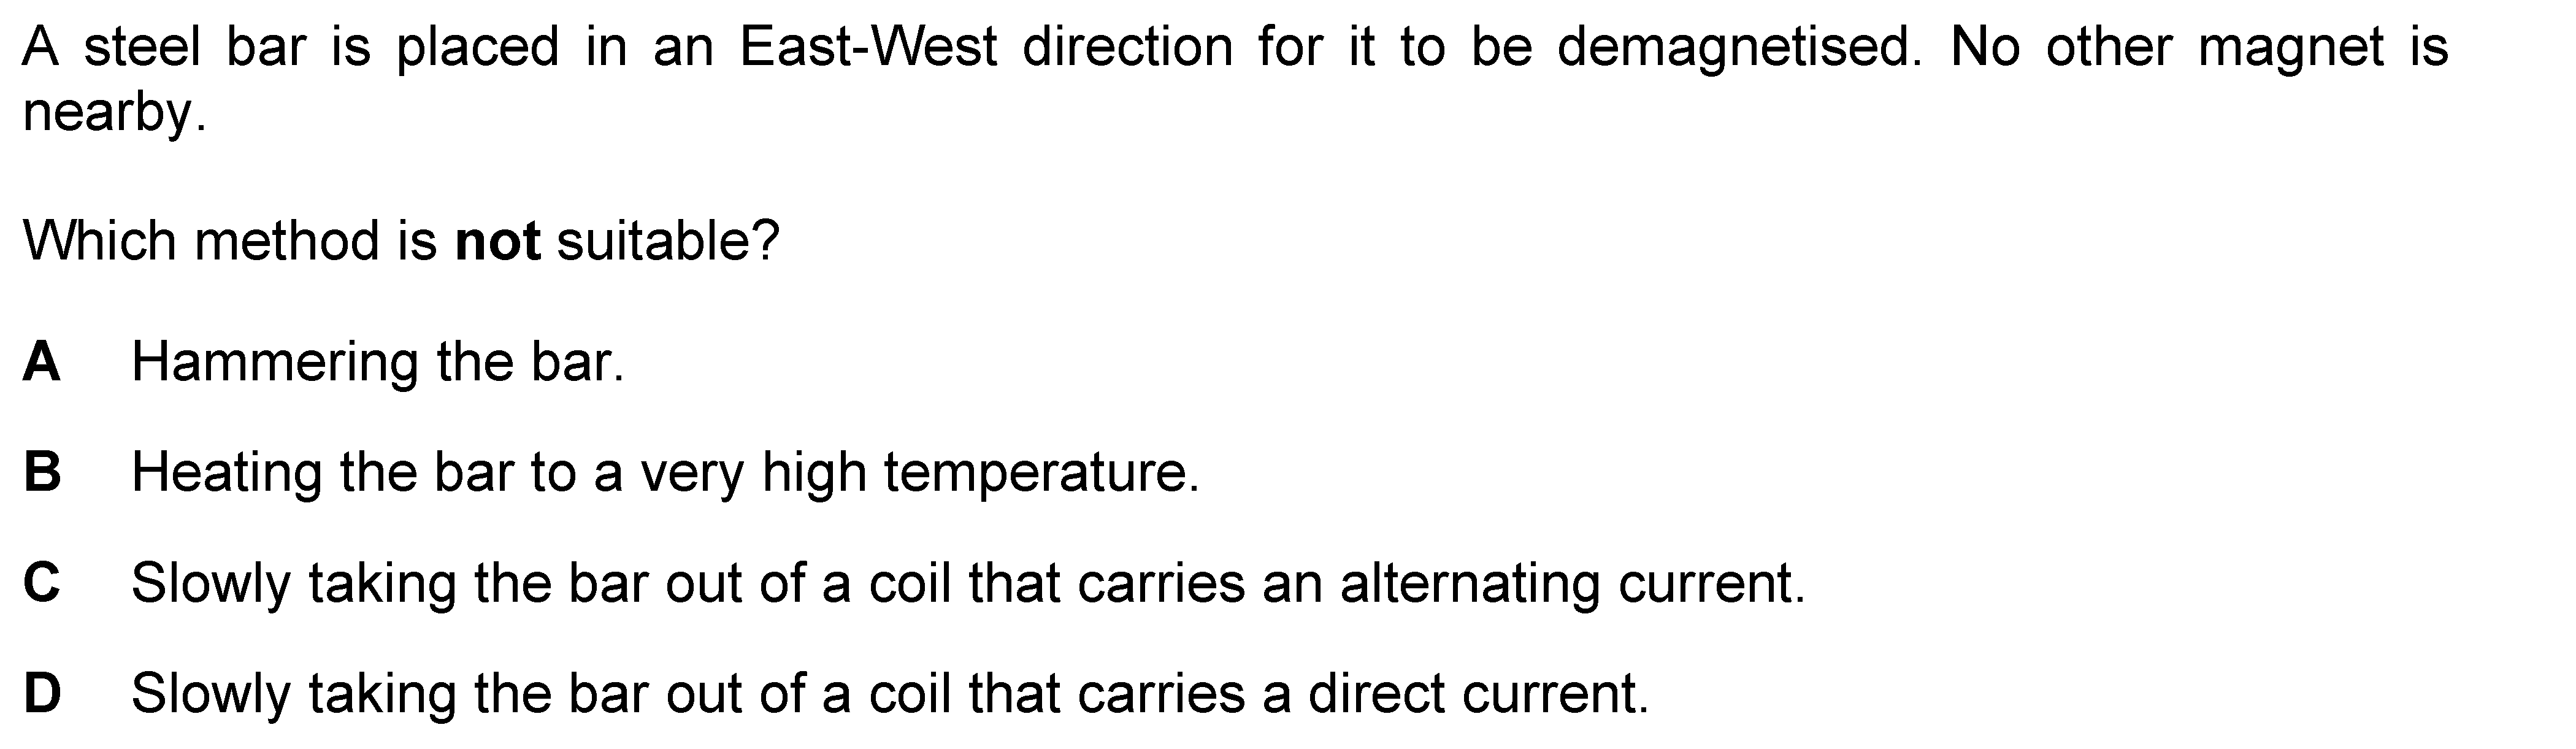 A steel bar is placed in an East-West direction for it to be demagnetised. No other magnet is
nearby.
Which method is not suitable?
A Hammering the bar.
B Heating the bar to a very high temperature.
C Slowly taking the bar out of a coil that carries an alternating current.
D Slowly taking the bar out of a coil that carries a direct current.